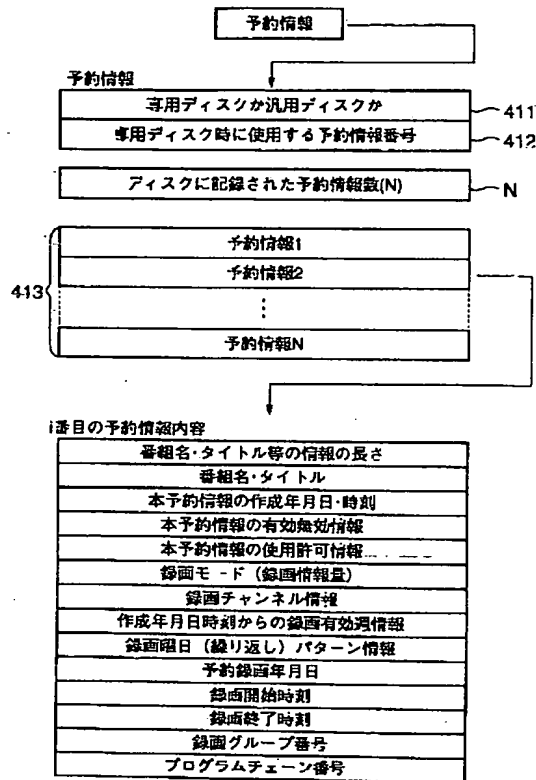 予約情報
予約情報
専用ディスクか汎用ディスクか
411
専用ディスク時に使用する予約情報番号
412
ディスクに記録された予約情報数(N)
N
413
予約情報1
予約情報2
⋮
予約情報N
i番目の予約情報内容
番組名・タイトル等の情報の長さ
番組名・タイトル
本予約情報の作成年月日・時刻
本予約情報の有効無効情報
本予約情報の使用許可情報
録画モード（録画情報量）
録画チャンネル情報
作成年月日時刻からの録画有効週情報
録画曜日（繰り返し）パターン情報
予約録画年月日
録画開始時刻
録画終了時刻
録画グループ番号
プログラムチェーン番号